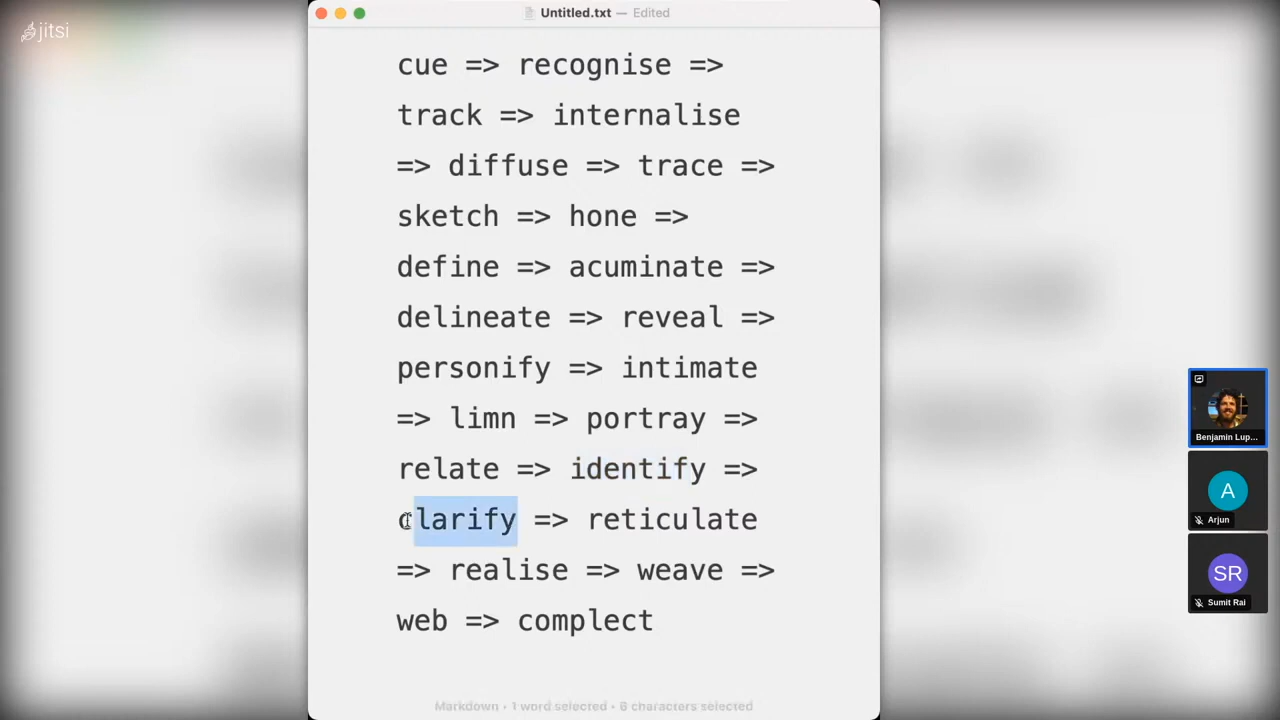 jitsi
Untitled.txt — Edited
cue => recognise =>
track => internalise
=> diffuse => trace =>
sketch => hone =>
define => acuminate =>
delineate => reveal =>
personify => intimate
=> limn => portray =>
relate => identify =>
clarify => reticulate
=> realise => weave =>
web => complect
Markdown • 1 word selected • 6 characters selected
Benjamin Lup...
A
Arjun
SR
Sumit Rai